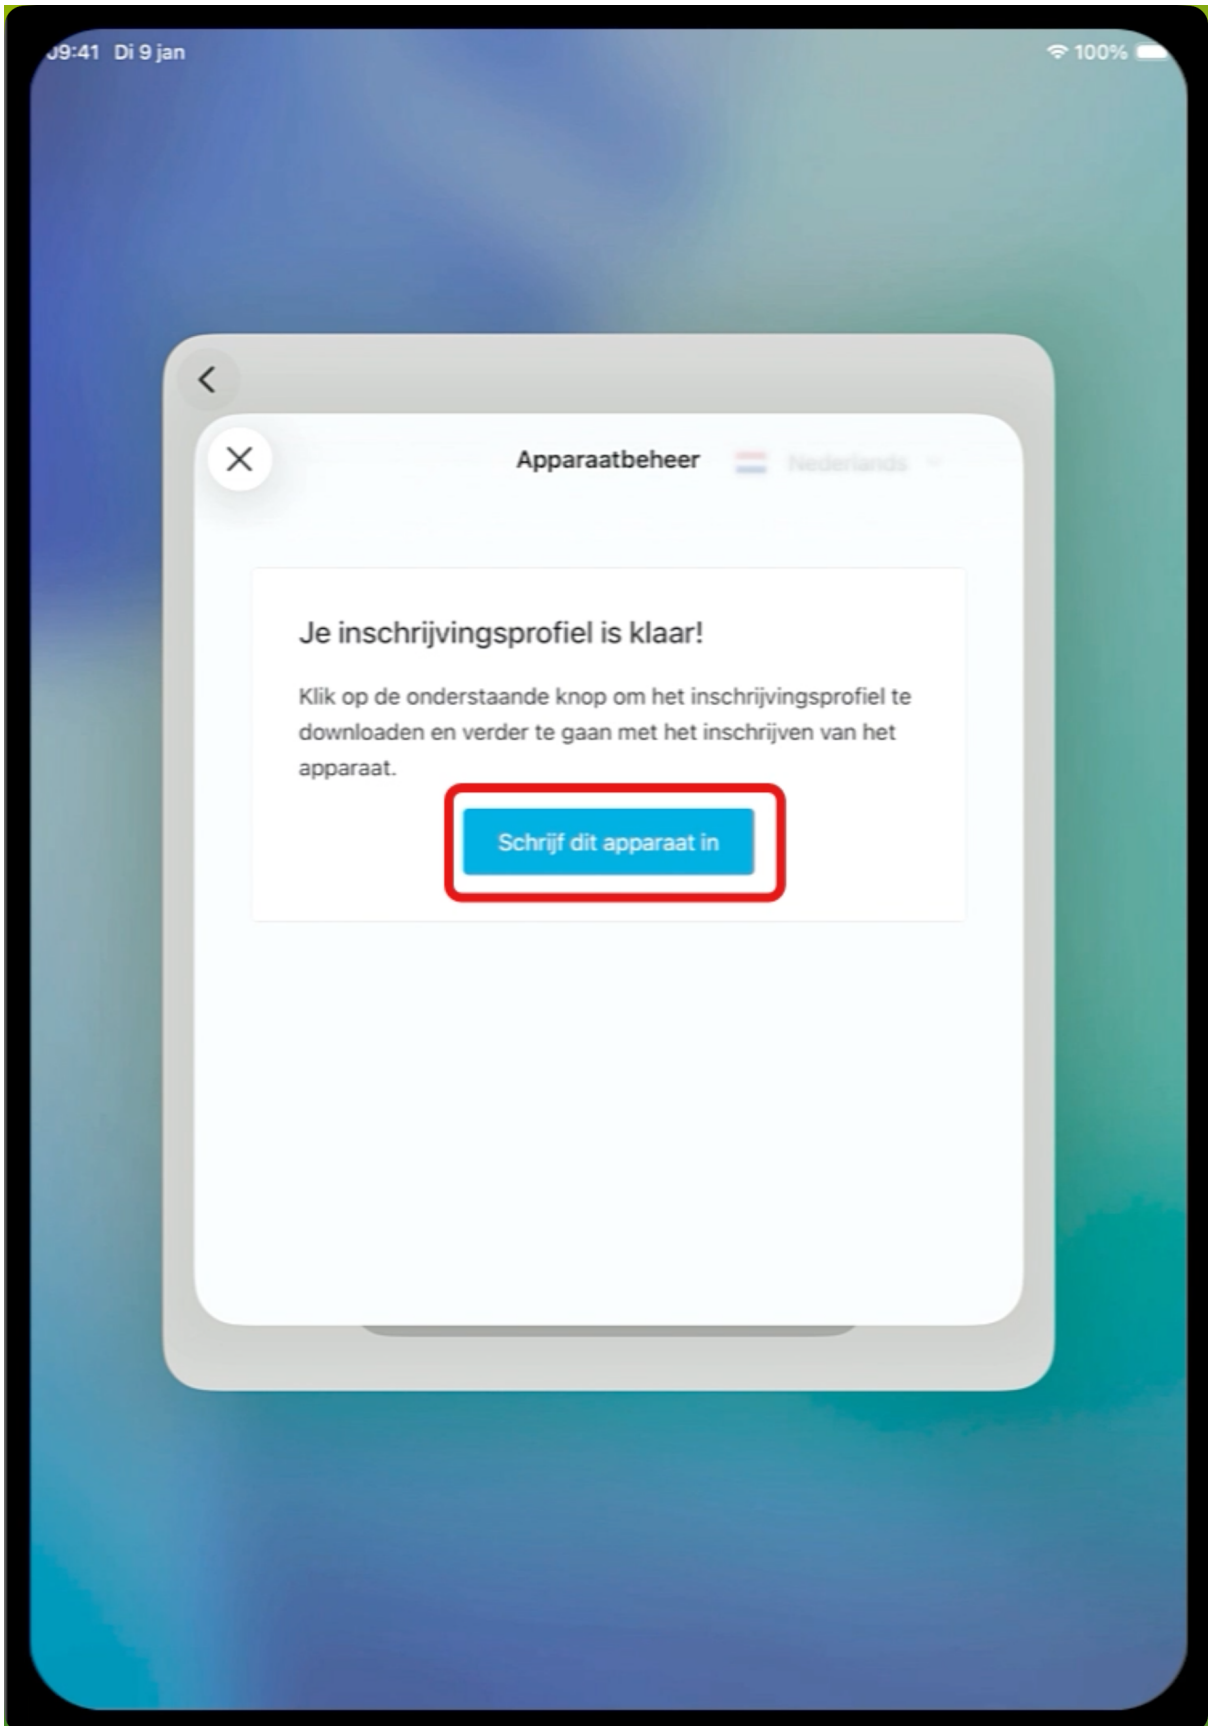 09:41 Di 9 jan
100%
Apparaatbeheer
Nederlands
Je inschrijvingsprofiel is klaar!
Klik op de onderstaande knop om het inschrijvingsprofiel te
downloaden en verder te gaan met het inschrijven van het
apparaat.
Schrijf dit apparaat in